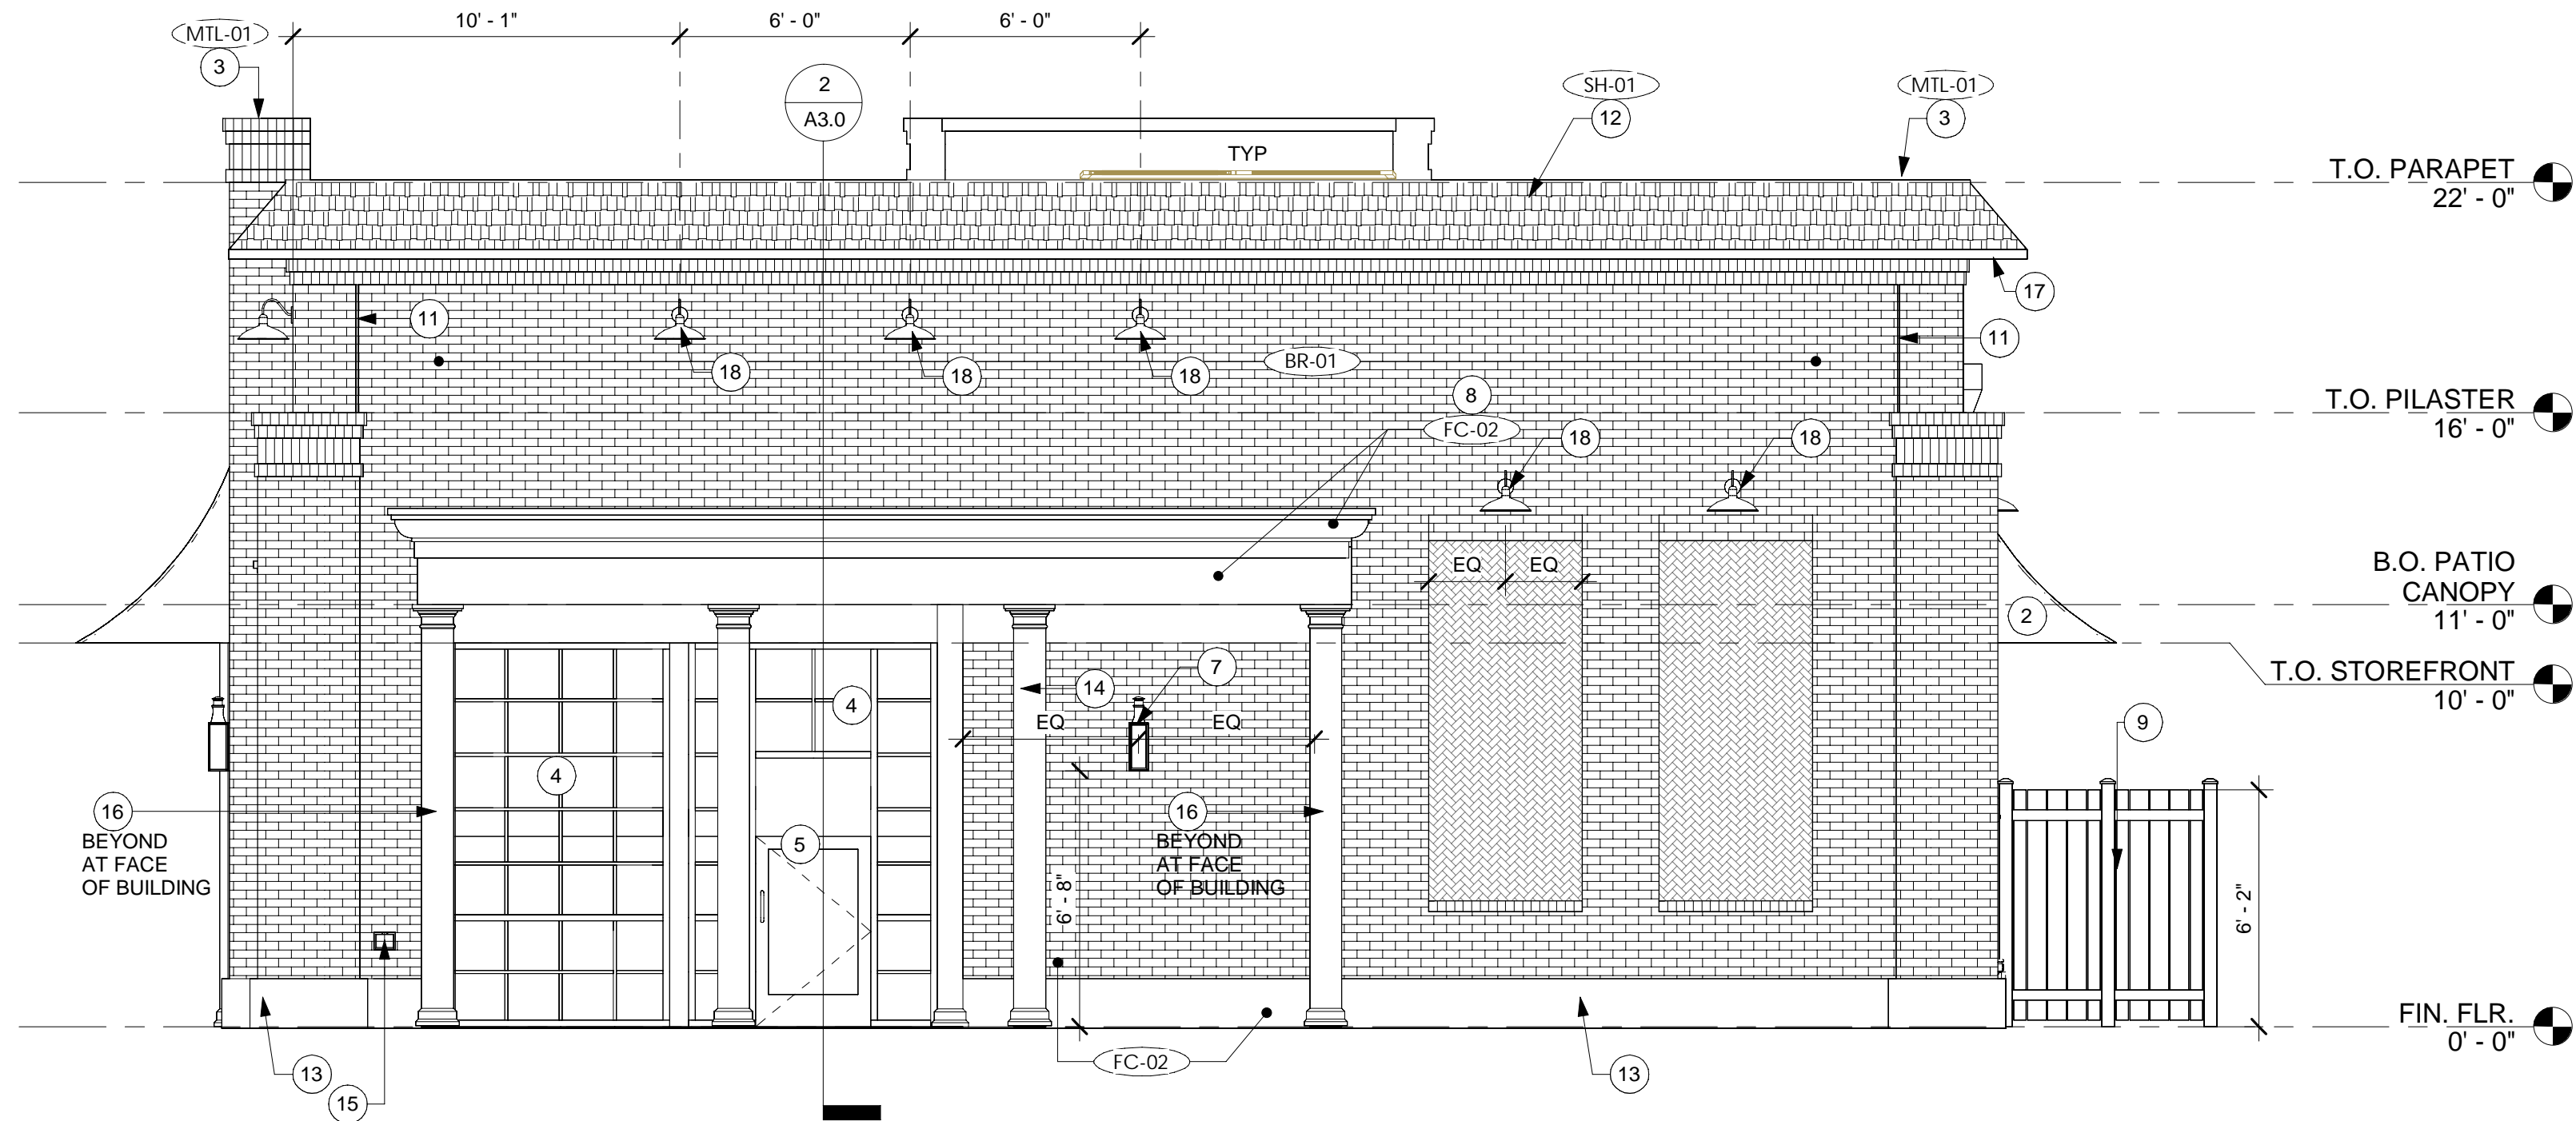 10' - 1"
6' - 0"
6' - 0"
MTL-01
3
2
A3.0
SH-01
12
MTL-01
3
TYP
T.O. PARAPET
22' - 0"
17
11
11
18
18
18
BR-01
8
FC-02
T.O. PILASTER
16' - 0"
18
18
EQ
EQ
B.O. PATIO
CANOPY
11' - 0"
2
7
T.O. STOREFRONT
10' - 0"
14
4
EQ
EQ
9
4
16
BEYOND
AT FACE
OF BUILDING
16
BEYOND
AT FACE
OF BUILDING
5
6' - 8"
6' - 2"
FIN. FLR.
0' - 0"
FC-02
13
13
15